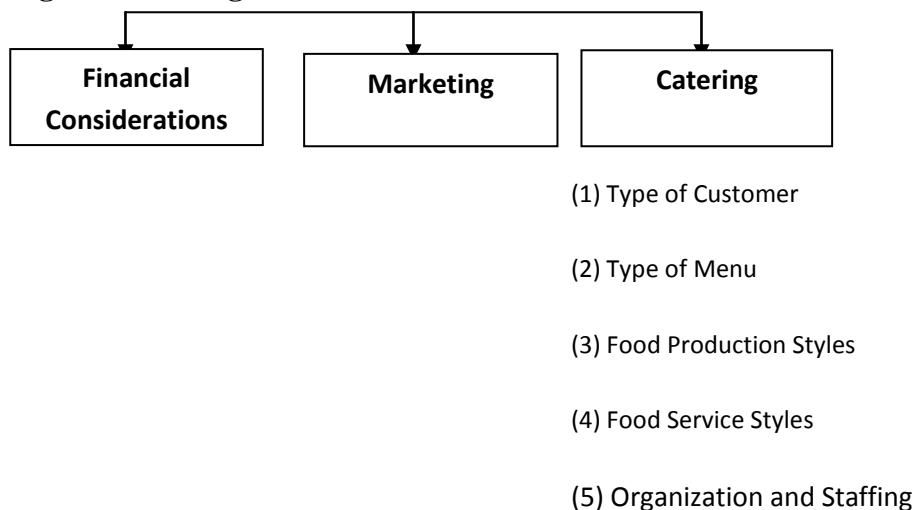 Financial
Considerations
Marketing
Catering
(1) Type of Customer
(2) Type of Menu
(3) Food Production Styles
(4) Food Service Styles
(5) Organization and Staffing